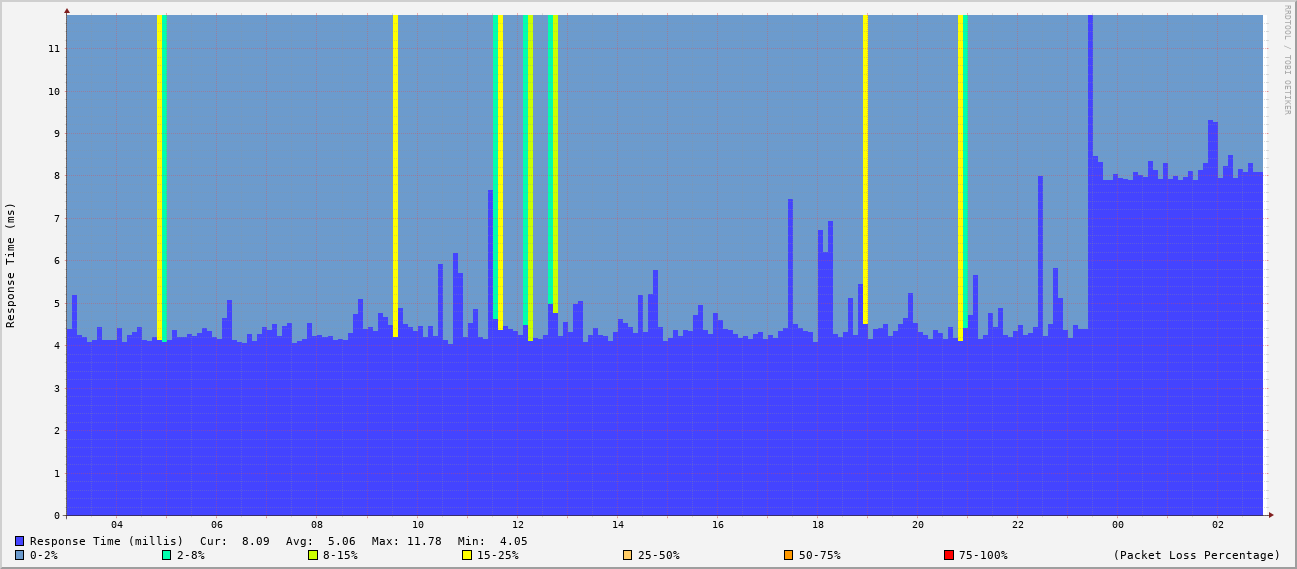 RRDTOOL / TOBI OETIKER
Response Time (ms)
11
10
9
8
7
6
5
4
3
2
1
0
04 06 08 10 12 14 16 18 20 22 00 02
Response Time (millis) Cur: 8.09 Avg: 5.06 Max: 11.78 Min: 4.05
0-2% 2-8% 8-15% 15-25% 25-50% 50-75% 75-100% (Packet Loss Percentage)